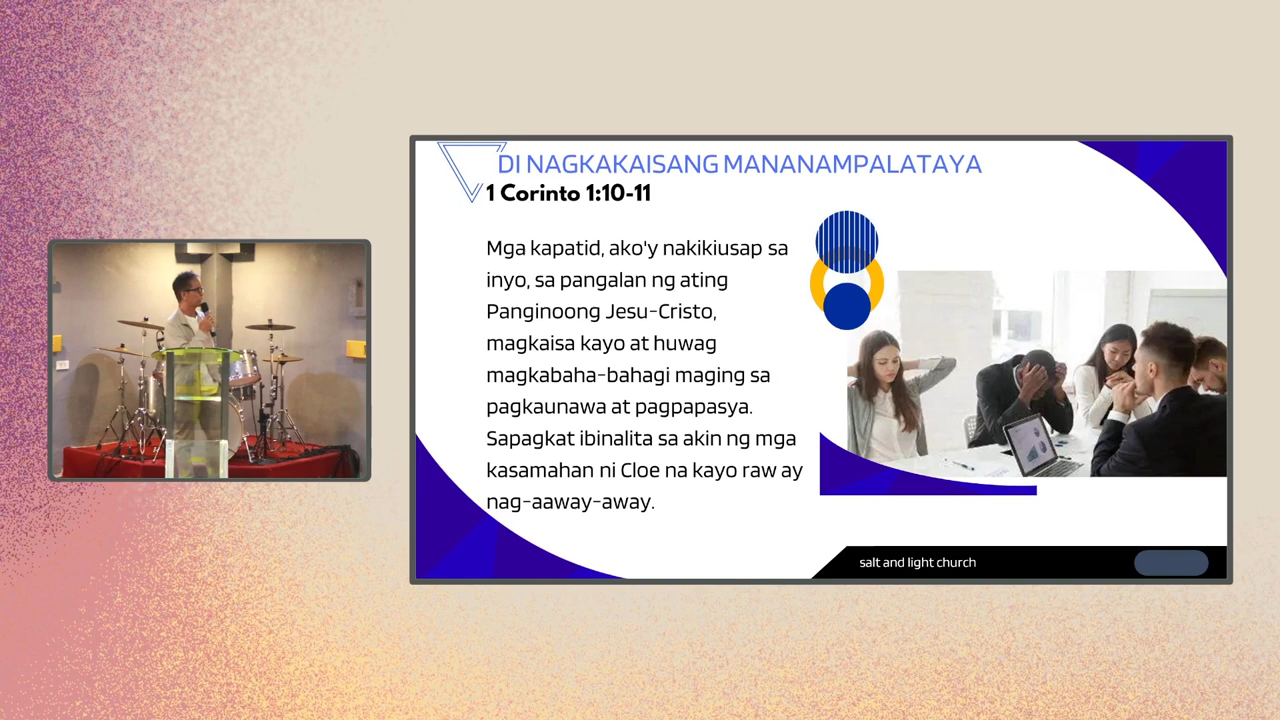 DI NAGKAKAISANG MANANAMPALATAYA
1 Corinto 1:10-11
Mga kapatid, ako'y nakikiusap sa
inyo, sa pangalan ng ating
Panginoong Jesu-Cristo,
magkaisa kayo at huwag
magkabaha-bahagi maging sa
pagkaunawa at pagpapasya.
Sapagkat ibinalita sa akin ng mga
kasamahan ni Cloe na kayo raw ay
nag-aaway-away.
salt and light church